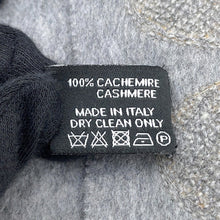 100% CACHEMIRE
CASHMERE
MADE IN ITALY
DRY CLEAN ONLY
P